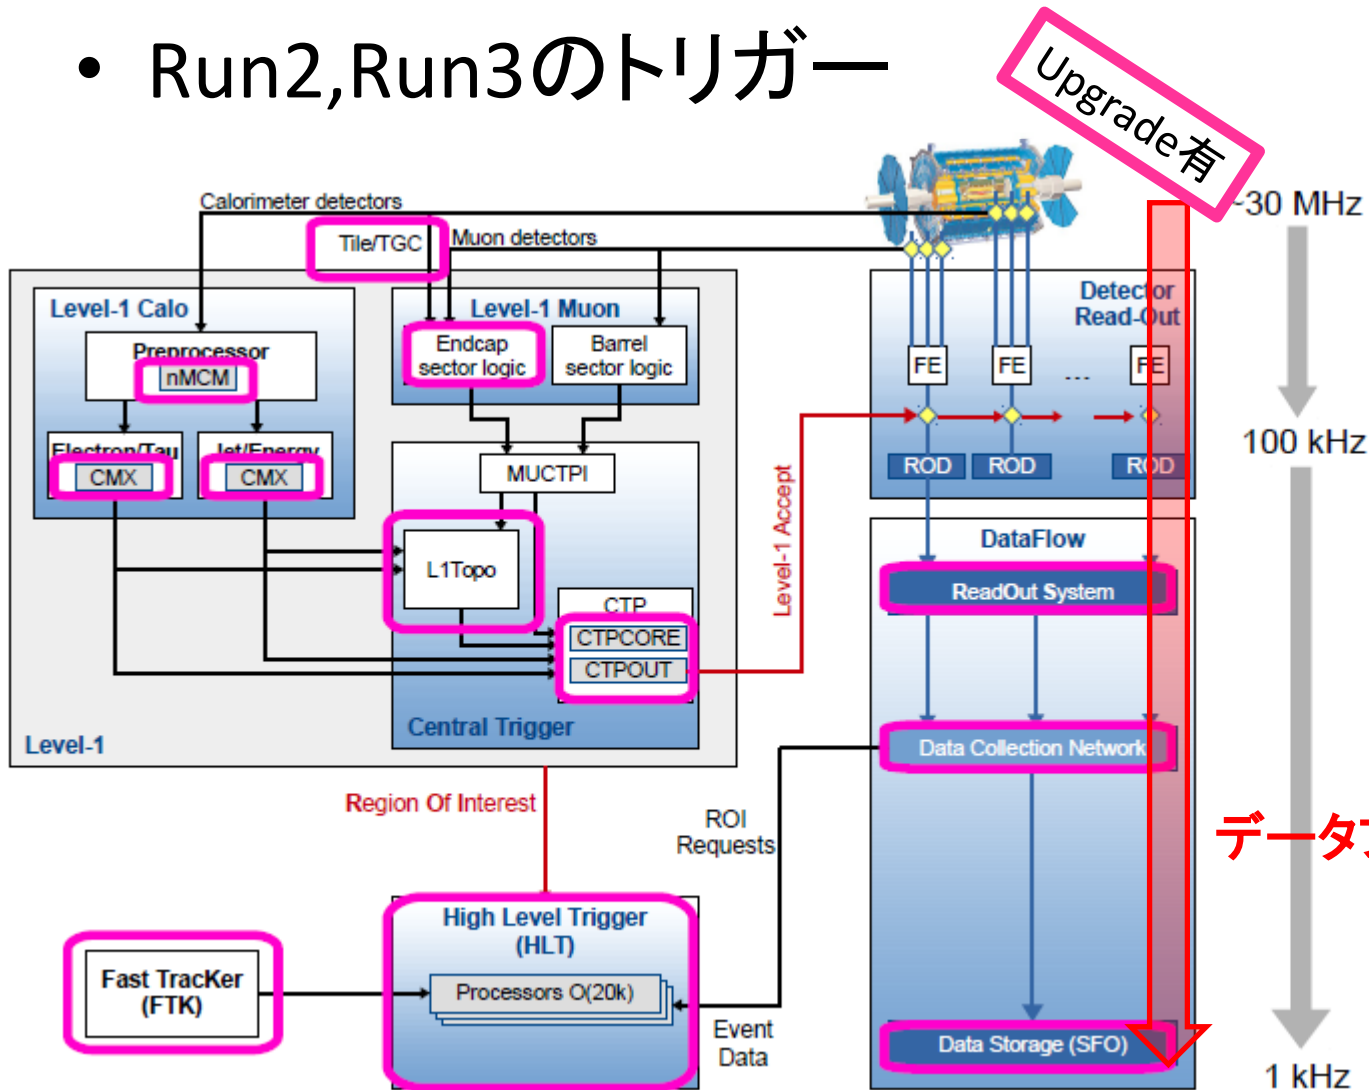 • Run2,Run3のトリガー
Upgrade有
~30 MHz
Calorimeter detectors
Tile/TGC
Muon detectors
Level-1 Calo
Preprocessor
nMCM
Electron/Tau
CMX
Jet/Energy
CMX
Level-1 Muon
Endcap
sector logic
Barrel
sector logic
Detector
Read-Out
FE
FE
...
FE
100 kHz
ROD
ROD
ROD
MUCTPI
L1Topo
CTP
CTPCORE
CTPOUT
Central Trigger
Level-1
Level-1 Accept
DataFlow
ReadOut System
Data Collection Network
Region Of Interest
ROI
Requests
データ
High Level Trigger
(HLT)
Processors O(20k)
Fast TracKer
(FTK)
Event
Data
Data Storage (SFO)
1 kHz